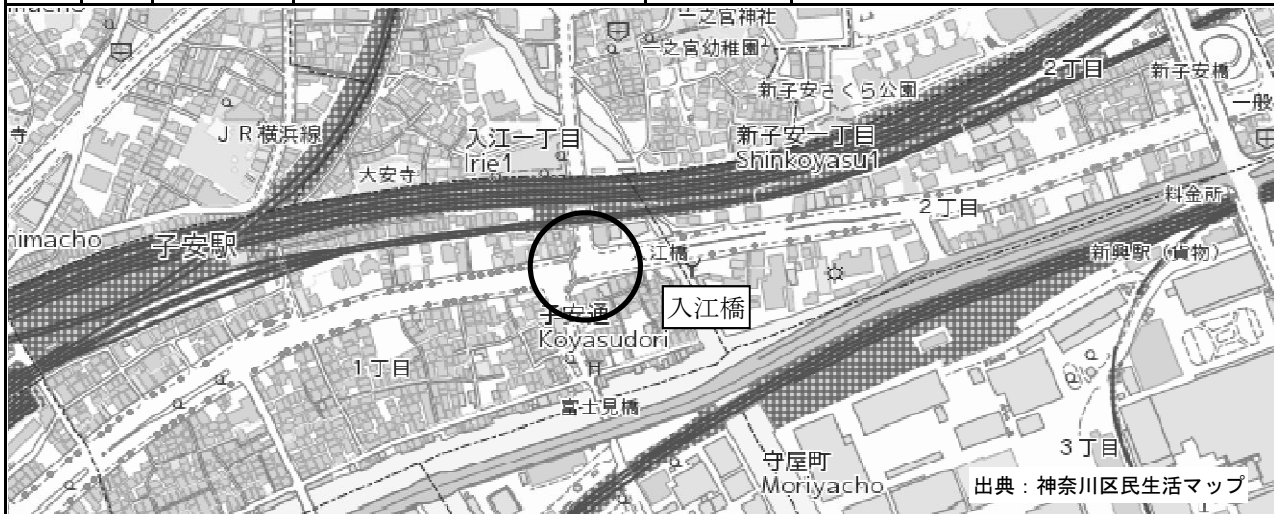 一之宮神社
一之宮幼稚園
2丁目
新子安橋
新子安さくら公園
一般
寺
JR横浜線
入江一丁目
Irie1
新子安一丁目
Shinkoyasu1
大安寺
料金所
2丁目
himacho
子安駅
入江橋
新興駅(貨物)
入江橋
子安通
Koyasudori
1丁目
富士見橋
守屋町
Moriyacho
3丁目
出典:神奈川区民生活マップ